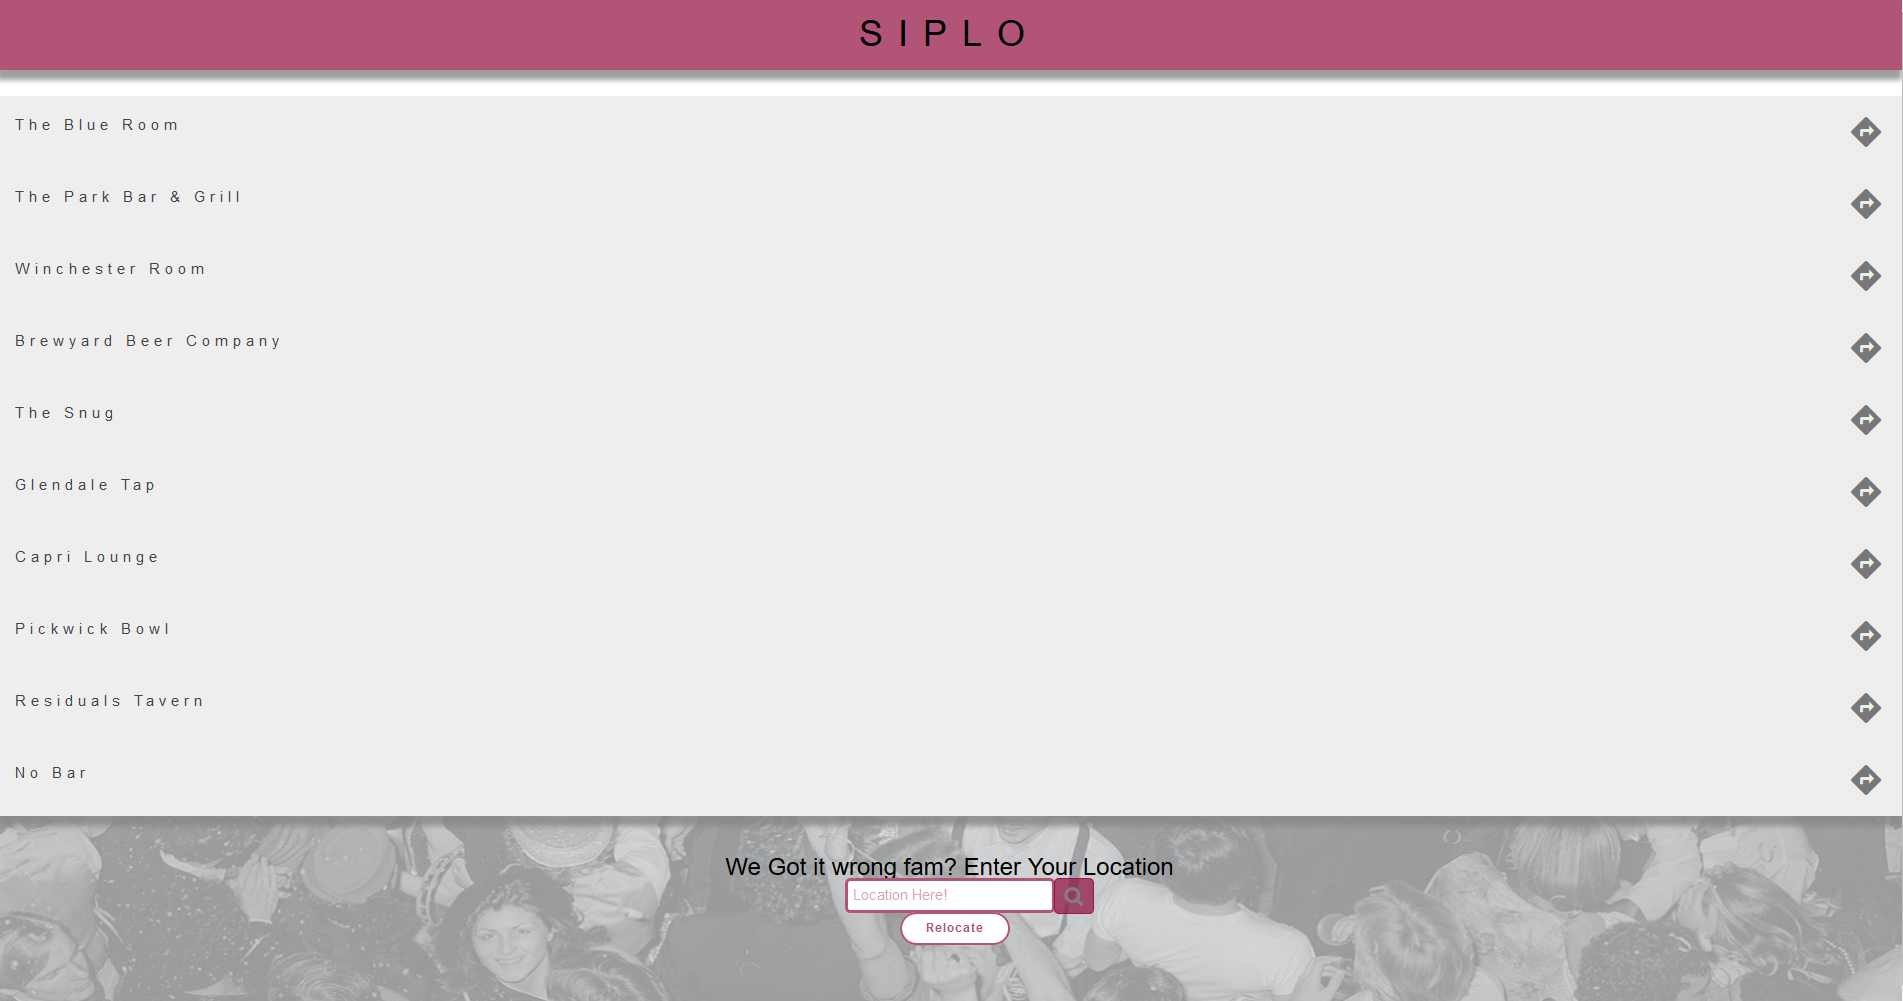 SIPLO
The Blue Room
The Park Bar & Grill
Winchester Room
Brewyard Beer Company
The Snug
Glendale Tap
Capri Lounge
Pickwick Bowl
Residuals Tavern
No Bar
We Got it wrong fam? Enter Your Location
Location Here!
Relocate